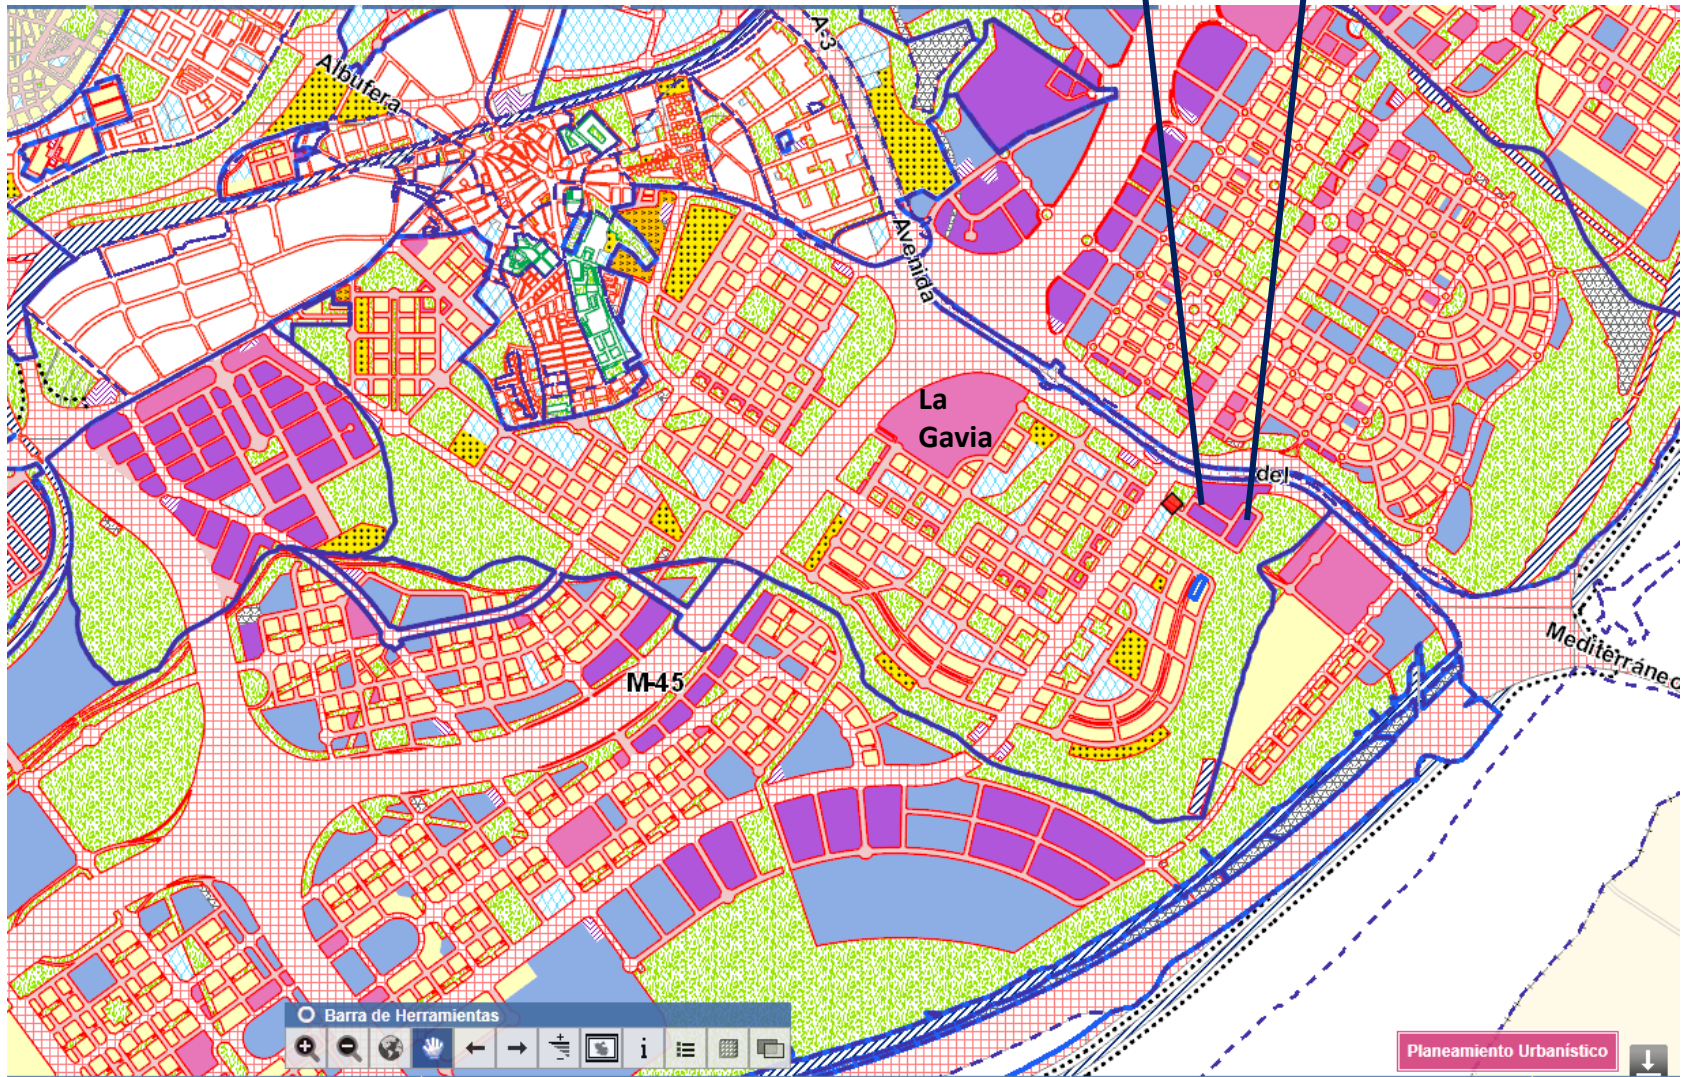 A-3
Albufera
Avenida
La
Gavia
del
M-45
Mediterráneo
Barra de Herramientas
i
Planeamiento Urbanístico